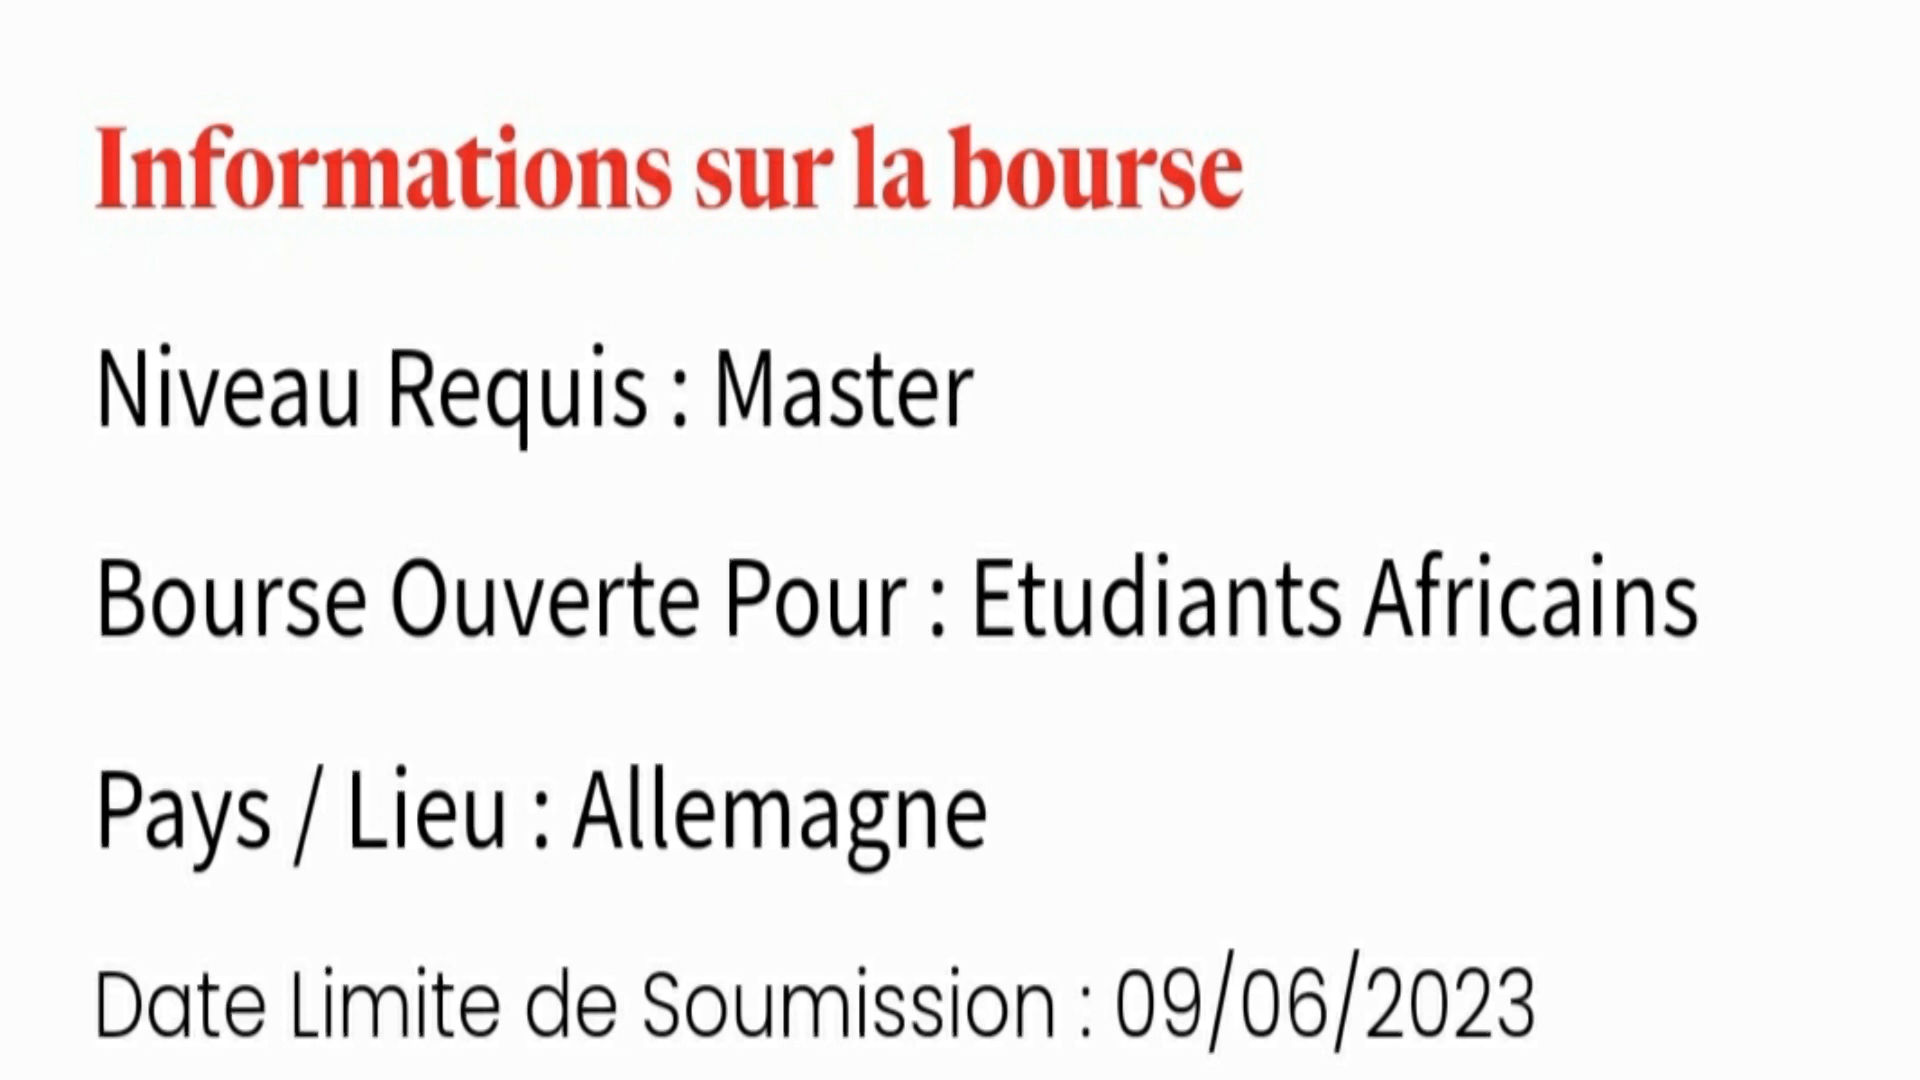 Informations sur la bourse
Niveau Requis : Master
Bourse Ouverte Pour : Etudiants Africains
Pays / Lieu : Allemagne
Date Limite de Soumission : 09/06/2023